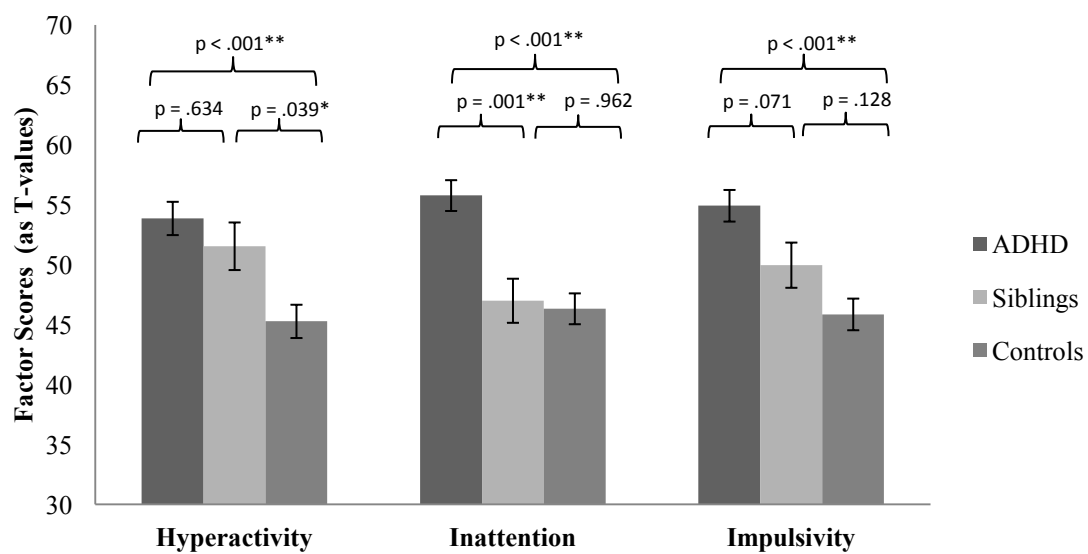 70
65
60
55
50
45
40
35
30
Factor Scores (as T-values)
p < .001**
p < .001**
p < .001**
p = .634
p = .039*
p = .001**
p = .962
p = .071
p = .128
Hyperactivity
Inattention
Impulsivity
ADHD
Siblings
Controls